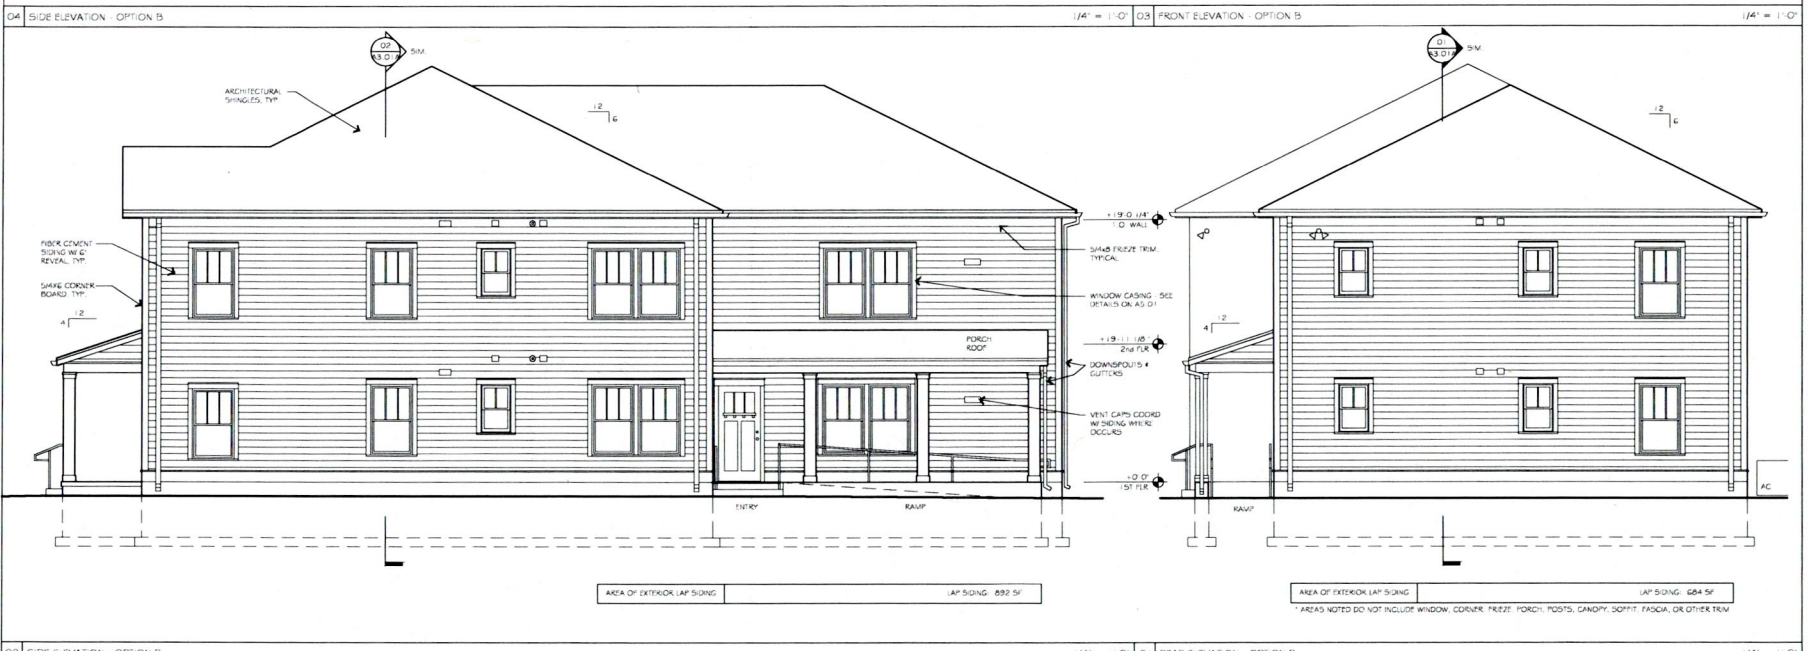 04 SIDE ELEVATION - OPTION B
1/4" = 1'-0"
03 FRONT ELEVATION - OPTION B
1/4" = 1'-0"
02
A3.01A
SIM.
ARCHITECTURAL
SHINGLES, TYP
12
6
01
A3.01A
SIM.
12
6
FIBER CEMENT
SIDING W/ 6"
REVEAL, TYP.
5/4X6 CORNER
BOARD, TYP.
12
4
+19'-0 1/4"
T.O. WALL
5/4x8 FRIEZE TRIM,
TYPICAL
WINDOW CASING - SEE
DETAILS ON A5.01
12
4
PORCH
ROOF
+19'-11 1/8"
2nd FLR
DOWNSPOUTS &
GUTTERS
VENT CAPS COORD
W/ SIDING WHERE
OCCURS
+0'-0"
1ST FLR
AC
ENTRY
RAMP
RAMP
AREA OF EXTERIOR LAP SIDING
LAP SIDING: 892 SF
AREA OF EXTERIOR LAP SIDING
LAP SIDING: 684 SF
* AREAS NOTED DO NOT INCLUDE WINDOW, CORNER, FRIEZE, PORCH, POSTS, CANOPY, SOFFIT, FASCIA, OR OTHER TRIM